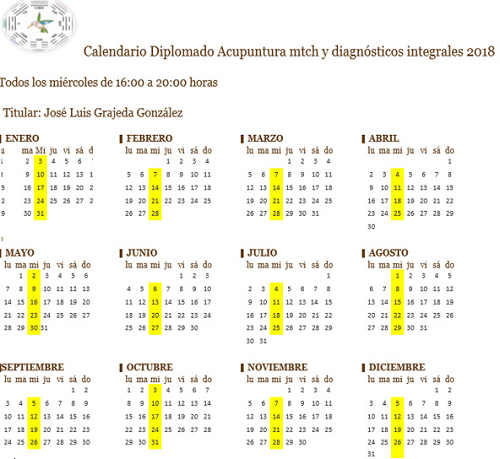 Calendario Diplomado Acupuntura mtch y diagnósticos integrales 2018
Todos los miércoles de 16:00 a 20:00 horas
Titular: José Luis Grajeda González
ENERO
ma Mi ju vi sá d
2 3 4 5 6
9 10 11 12 13 1
5 16 17 18 19 20 2
2 23 24 25 26 27 2
9 30 31
FEBRERO
lu ma mi ju vi sá do
1 2 3 4
5 6 7 8 9 10 11
12 13 14 15 16 17 18
19 20 21 22 23 24 25
26 27 28
MARZO
lu ma mi ju vi sá do
1 2 3 4
5 6 7 8 9 10 11
12 13 14 15 16 17 18
19 20 21 22 23 24 25
26 27 28 29 30 31
ABRIL
lu ma mi ju vi sá do
1
2 3 4 5 6 7 8
9 10 11 12 13 14 15
16 17 18 19 20 21 22
23 24 25 26 27 28 29
30
MAYO
lu ma mi ju vi sá do
1 2 3 4 5 6
7 8 9 10 11 12 13
14 15 16 17 18 19 20
21 22 23 24 25 26 27
28 29 30 31
JUNIO
lu ma mi ju vi sá do
1 2 3
4 5 6 7 8 9 10
11 12 13 14 15 16 17
18 19 20 21 22 23 24
25 26 27 28 29 30
JULIO
lu ma mi ju vi sá do
1
2 3 4 5 6 7 8
9 10 11 12 13 14 15
16 17 18 19 20 21 22
23 24 25 26 27 28 29
30 31
AGOSTO
lu ma mi ju vi sá do
1 2 3 4 5
6 7 8 9 10 11 12
13 14 15 16 17 18 19
20 21 22 23 24 25 26
27 28 29 30 31
SEPTIEMBRE
lu ma mi ju vi sá do
1 2
3 4 5 6 7 8 9
10 11 12 13 14 15 16
17 18 19 20 21 22 23
24 25 26 27 28 29 30
OCTUBRE
lu ma mi ju vi sá do
1 2 3 4 5 6 7
8 9 10 11 12 13 14
15 16 17 18 19 20 21
22 23 24 25 26 27 28
29 30 31
NOVIEMBRE
lu ma mi ju vi sá do
1 2 3 4
5 6 7 8 9 10 11
12 13 14 15 16 17 18
19 20 21 22 23 24 25
26 27 28 29 30
DICIEMBRE
lu ma mi ju vi sá do
1 2
3 4 5 6 7 8 9
10 11 12 13 14 15 16
17 18 19 20 21 22 23
24 25 26 27 28 29 30
31